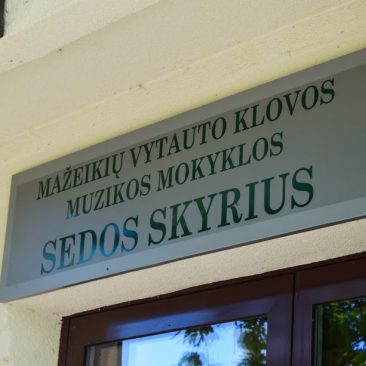 MAŽEIKIŲ VYTAUTO KLOVOS
MUZIKOS MOKYKLOS
SEDOS SKYRIUS